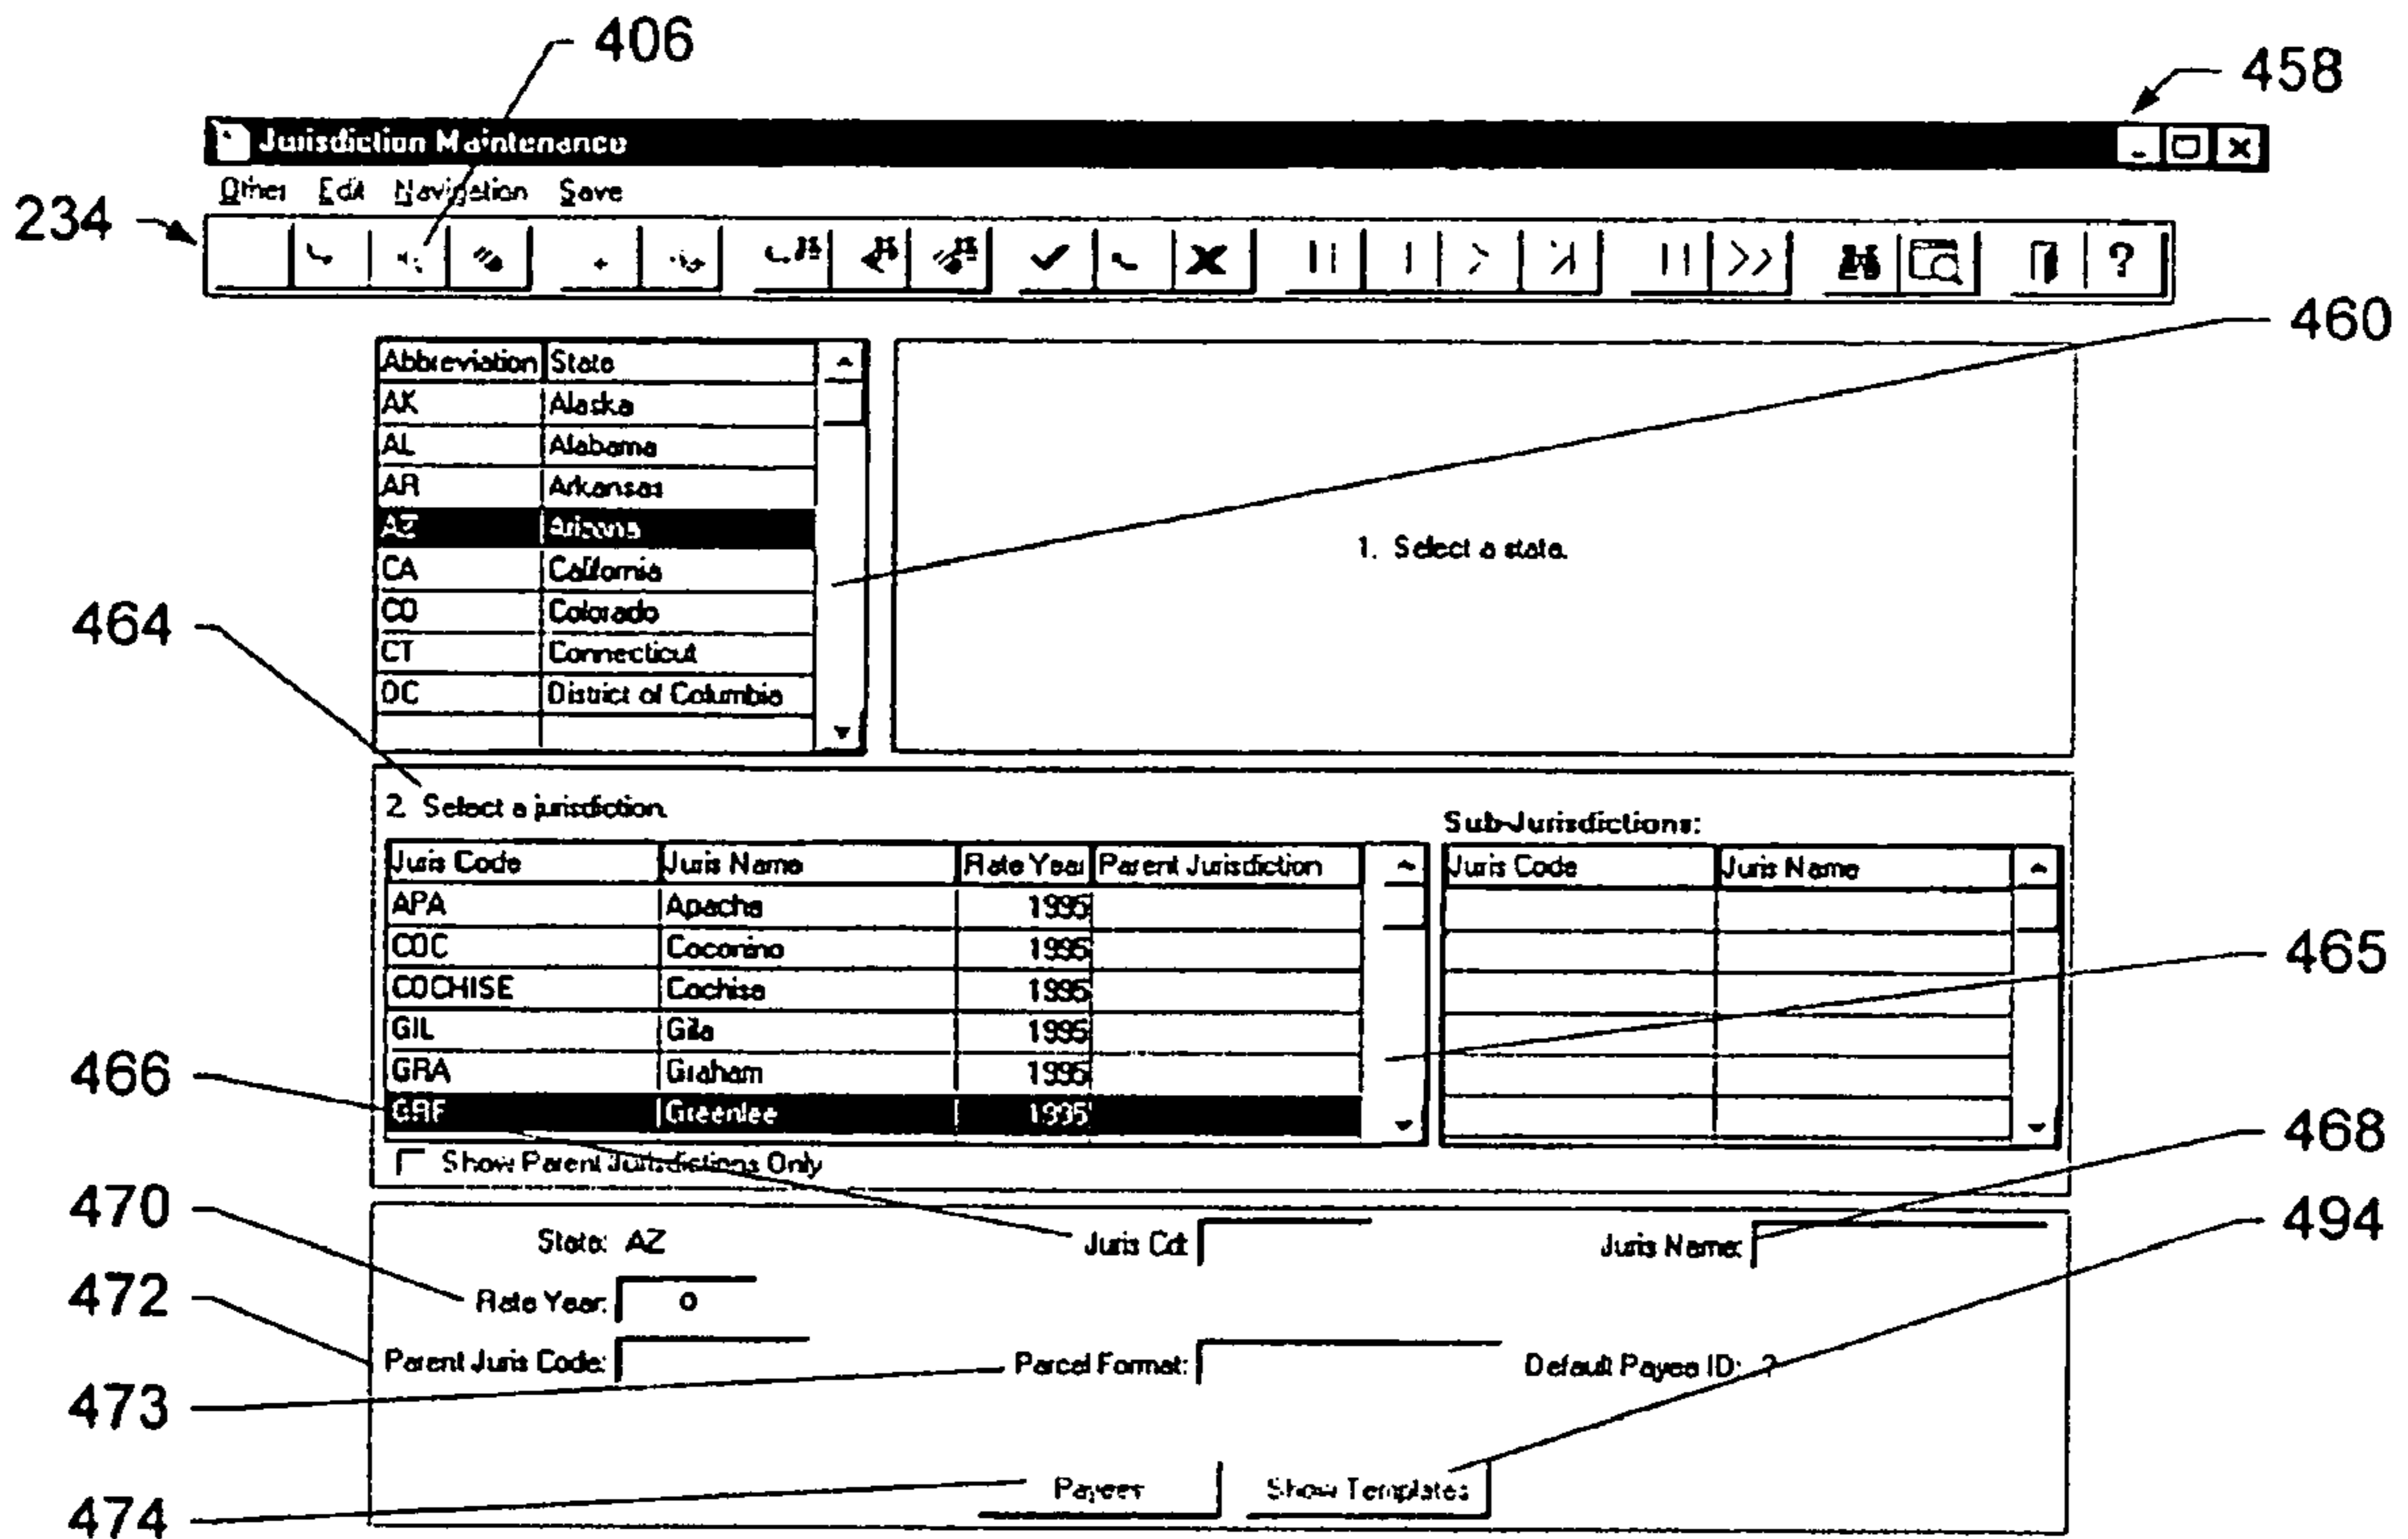 406
458
Jurisdiction Maintenance
Other Edit Navigation Save
234
?
460
Abbreviation State
AK Alaska
AL Alabama
AR Arkansas
AZ Arizona
CA California
CO Colorado
CT Connecticut
DC District of Columbia
1. Select a state.
464
2. Select a jurisdiction.
Sub-Jurisdictions:
Juris Code Juris Name Rate Year Parent Jurisdiction
Juris Code Juris Name
APA Apache 1995
COC Coconino 1995
COCHISE Cochise 1995
GIL Gila 1995
GRA Graham 1995
GRE Greenlee 1995
465
466
468
Show Parent Jurisdictions Only
470
494
State: AZ Juris Cd: Juris Name:
472
Rate Year: 0
Parent Juris Code: Parcel Format: Default Payee ID: ?
473
Payees Show Templates
474